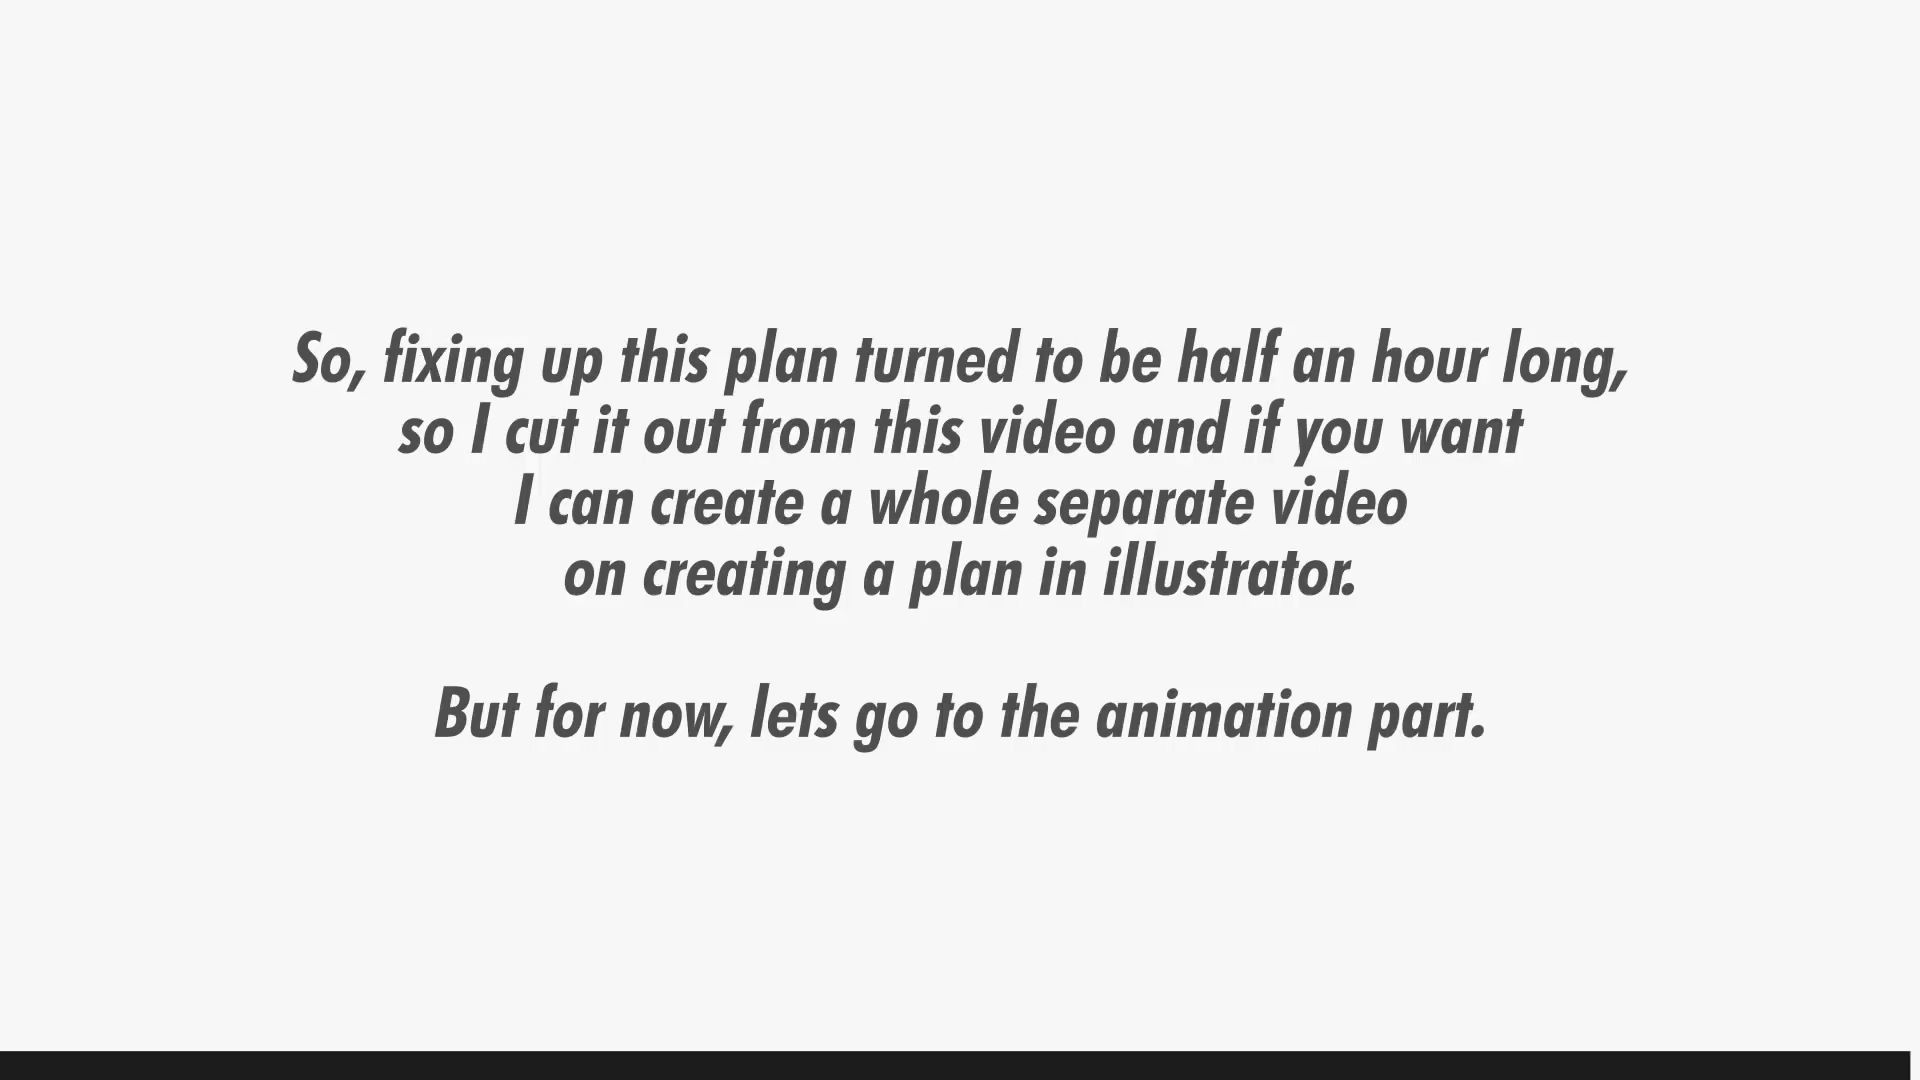 So, fixing up this plan turned to be half an hour long,
so I cut it out from this video and if you want
I can create a whole separate video
on creating a plan in illustrator.
But for now, lets go to the animation part.